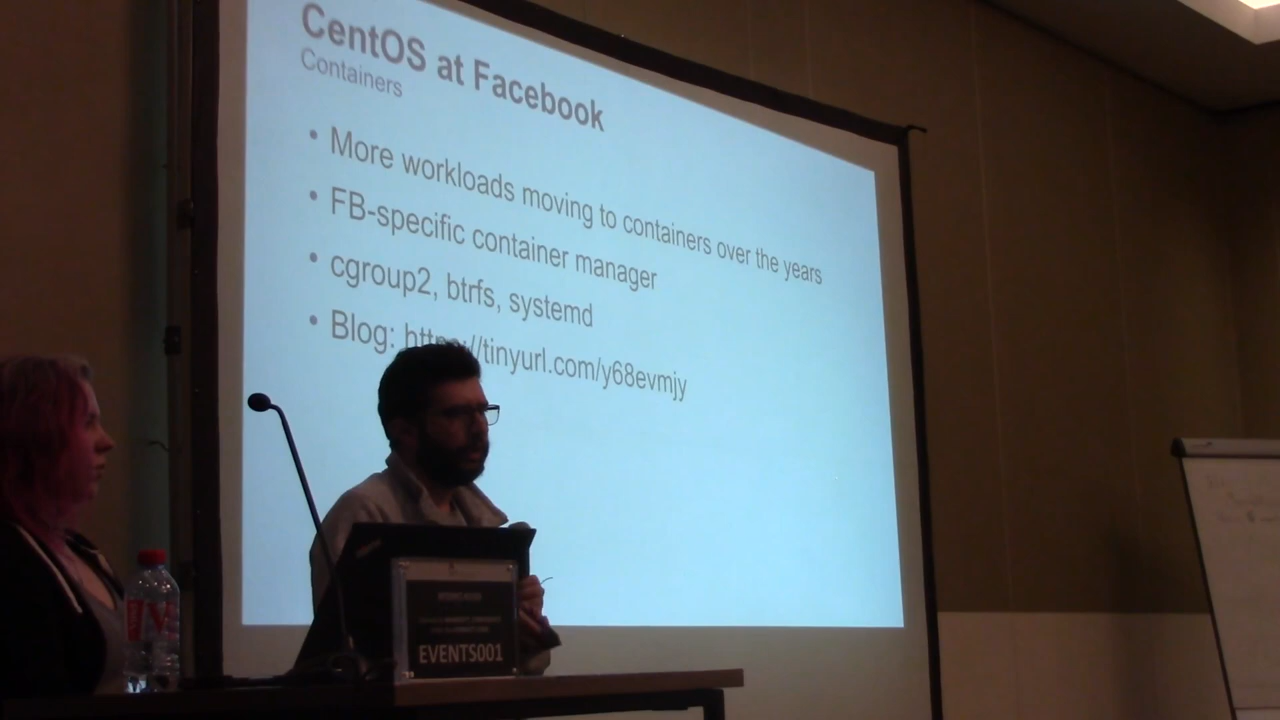 CentOS at Facebook
Containers
• More workloads moving to containers over the years
• FB-specific container manager
• cgroup2, btrfs, systemd
• Blog: https://tinyurl.com/y68evmjy
EVENTS001